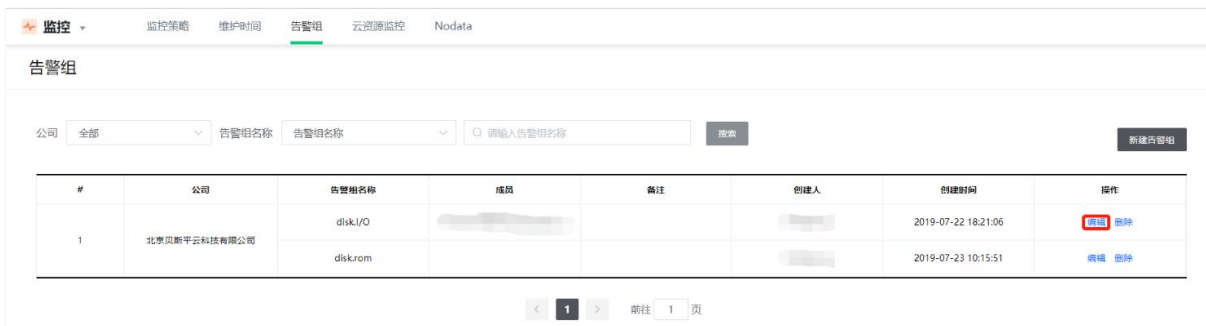 监控 监控策略 维护时间 告警组 云资源监控 Nodata
告警组
公司 全部 告警组名称 告警组名称 请输入告警组名称 搜索 新建告警组
# 公司 告警组名称 成员 备注 创建人 创建时间 操作
disk.I/O 2019-07-22 18:21:06 编辑 删除
1 北京贝斯平云科技有限公司
disk.rom 2019-07-23 10:15:51 编辑 删除
< 1 > 前往 1 页